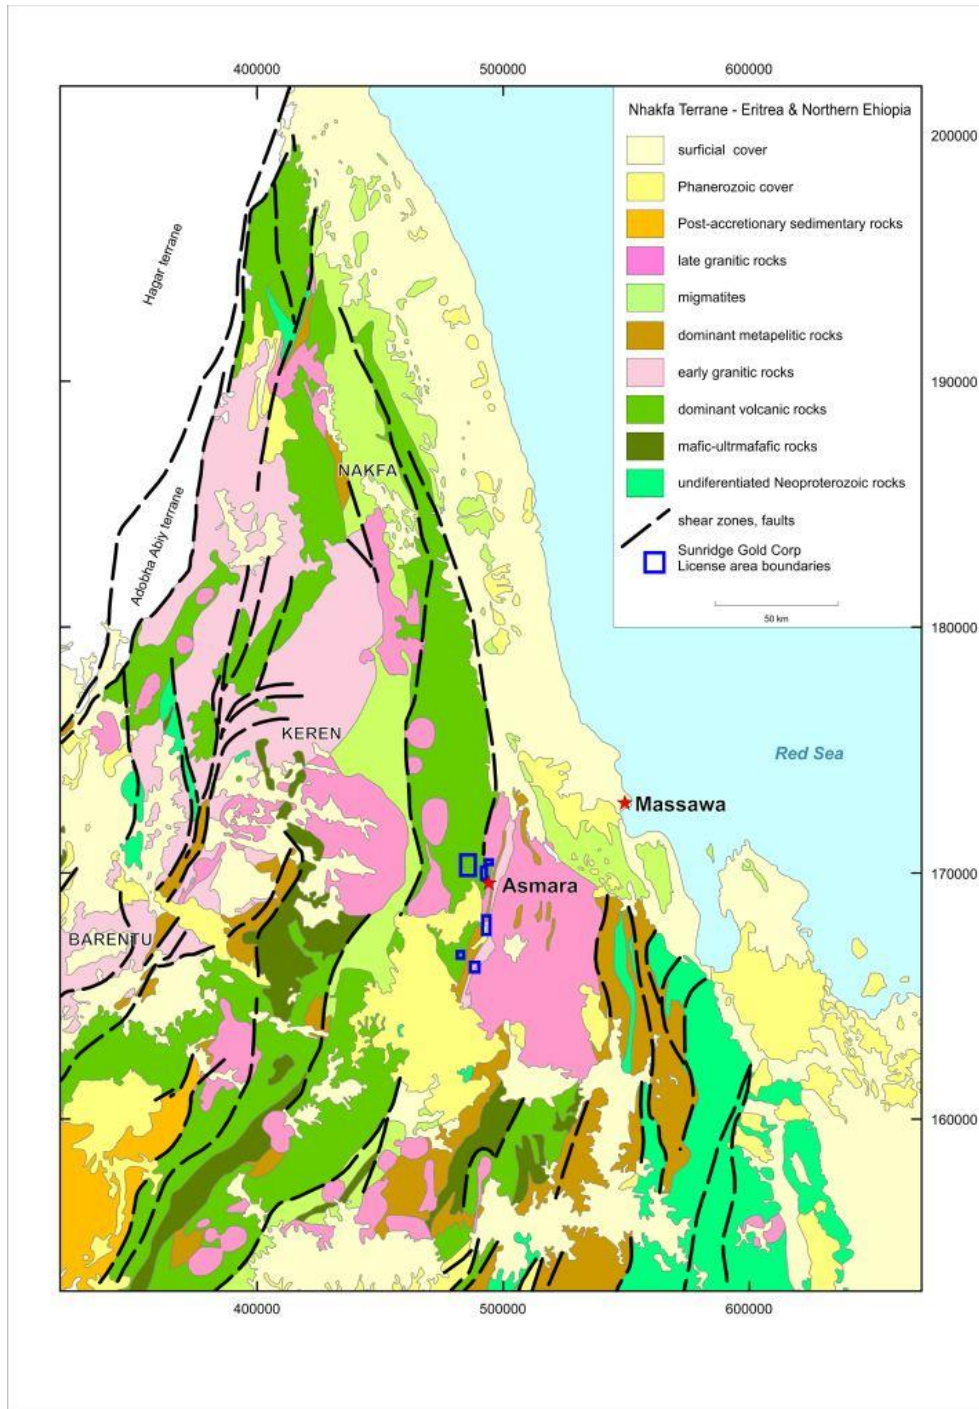 400000
500000
600000
Nhakfa Terrane - Eritrea & Northern Ehiopia
surficial cover
Phanerozoic cover
Post-accretionary sedimentary rocks
late granitic rocks
migmatites
dominant metapelitic rocks
early granitic rocks
dominant volcanic rocks
mafic-ultrmafafic rocks
undiferentiated Neoproterozoic rocks
shear zones, faults
Sunridge Gold Corp
License area boundaries
50 km
200000
190000
180000
170000
160000
Hagar terrane
Adobha Abiy terrane
NAKFA
KEREN
Red Sea
Massawa
Asmara
BARENTU
400000
500000
600000